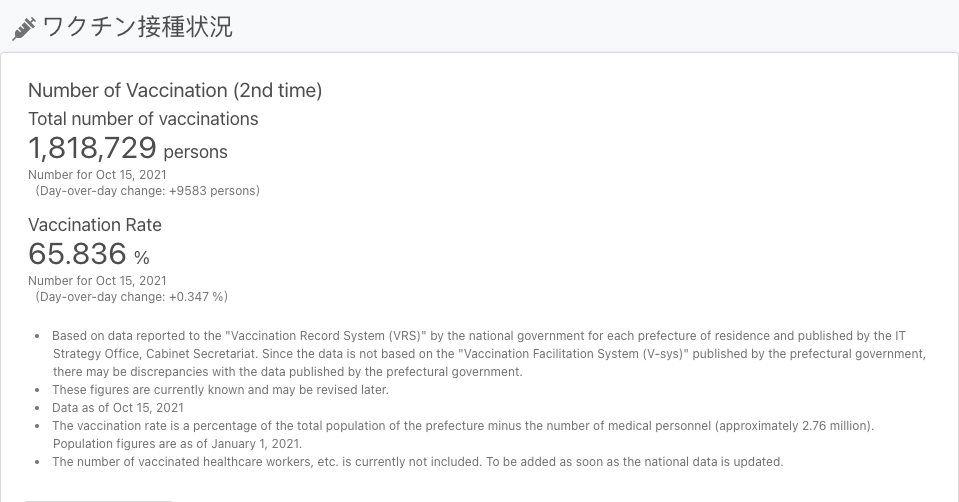 ワクチン接種状況
Number of Vaccination (2nd time)
Total number of vaccinations
1,818,729 persons
Number for Oct 15, 2021
(Day-over-day change: +9583 persons)
Vaccination Rate
65.836 %
Number for Oct 15, 2021
(Day-over-day change: +0.347 %)
• Based on data reported to the "Vaccination Record System (VRS)" by the national government for each prefecture of residence and published by the IT
Strategy Office, Cabinet Secretariat. Since the data is not based on the "Vaccination Facilitation System (V-sys)" published by the prefectural government,
there may be discrepancies with the data published by the prefectural government.
• These figures are currently known and may be revised later.
• Data as of Oct 15, 2021
• The vaccination rate is a percentage of the total population of the prefecture minus the number of medical personnel (approximately 2.76 million).
Population figures are as of January 1, 2021.
• The number of vaccinated healthcare workers, etc. is currently not included. To be added as soon as the national data is updated.